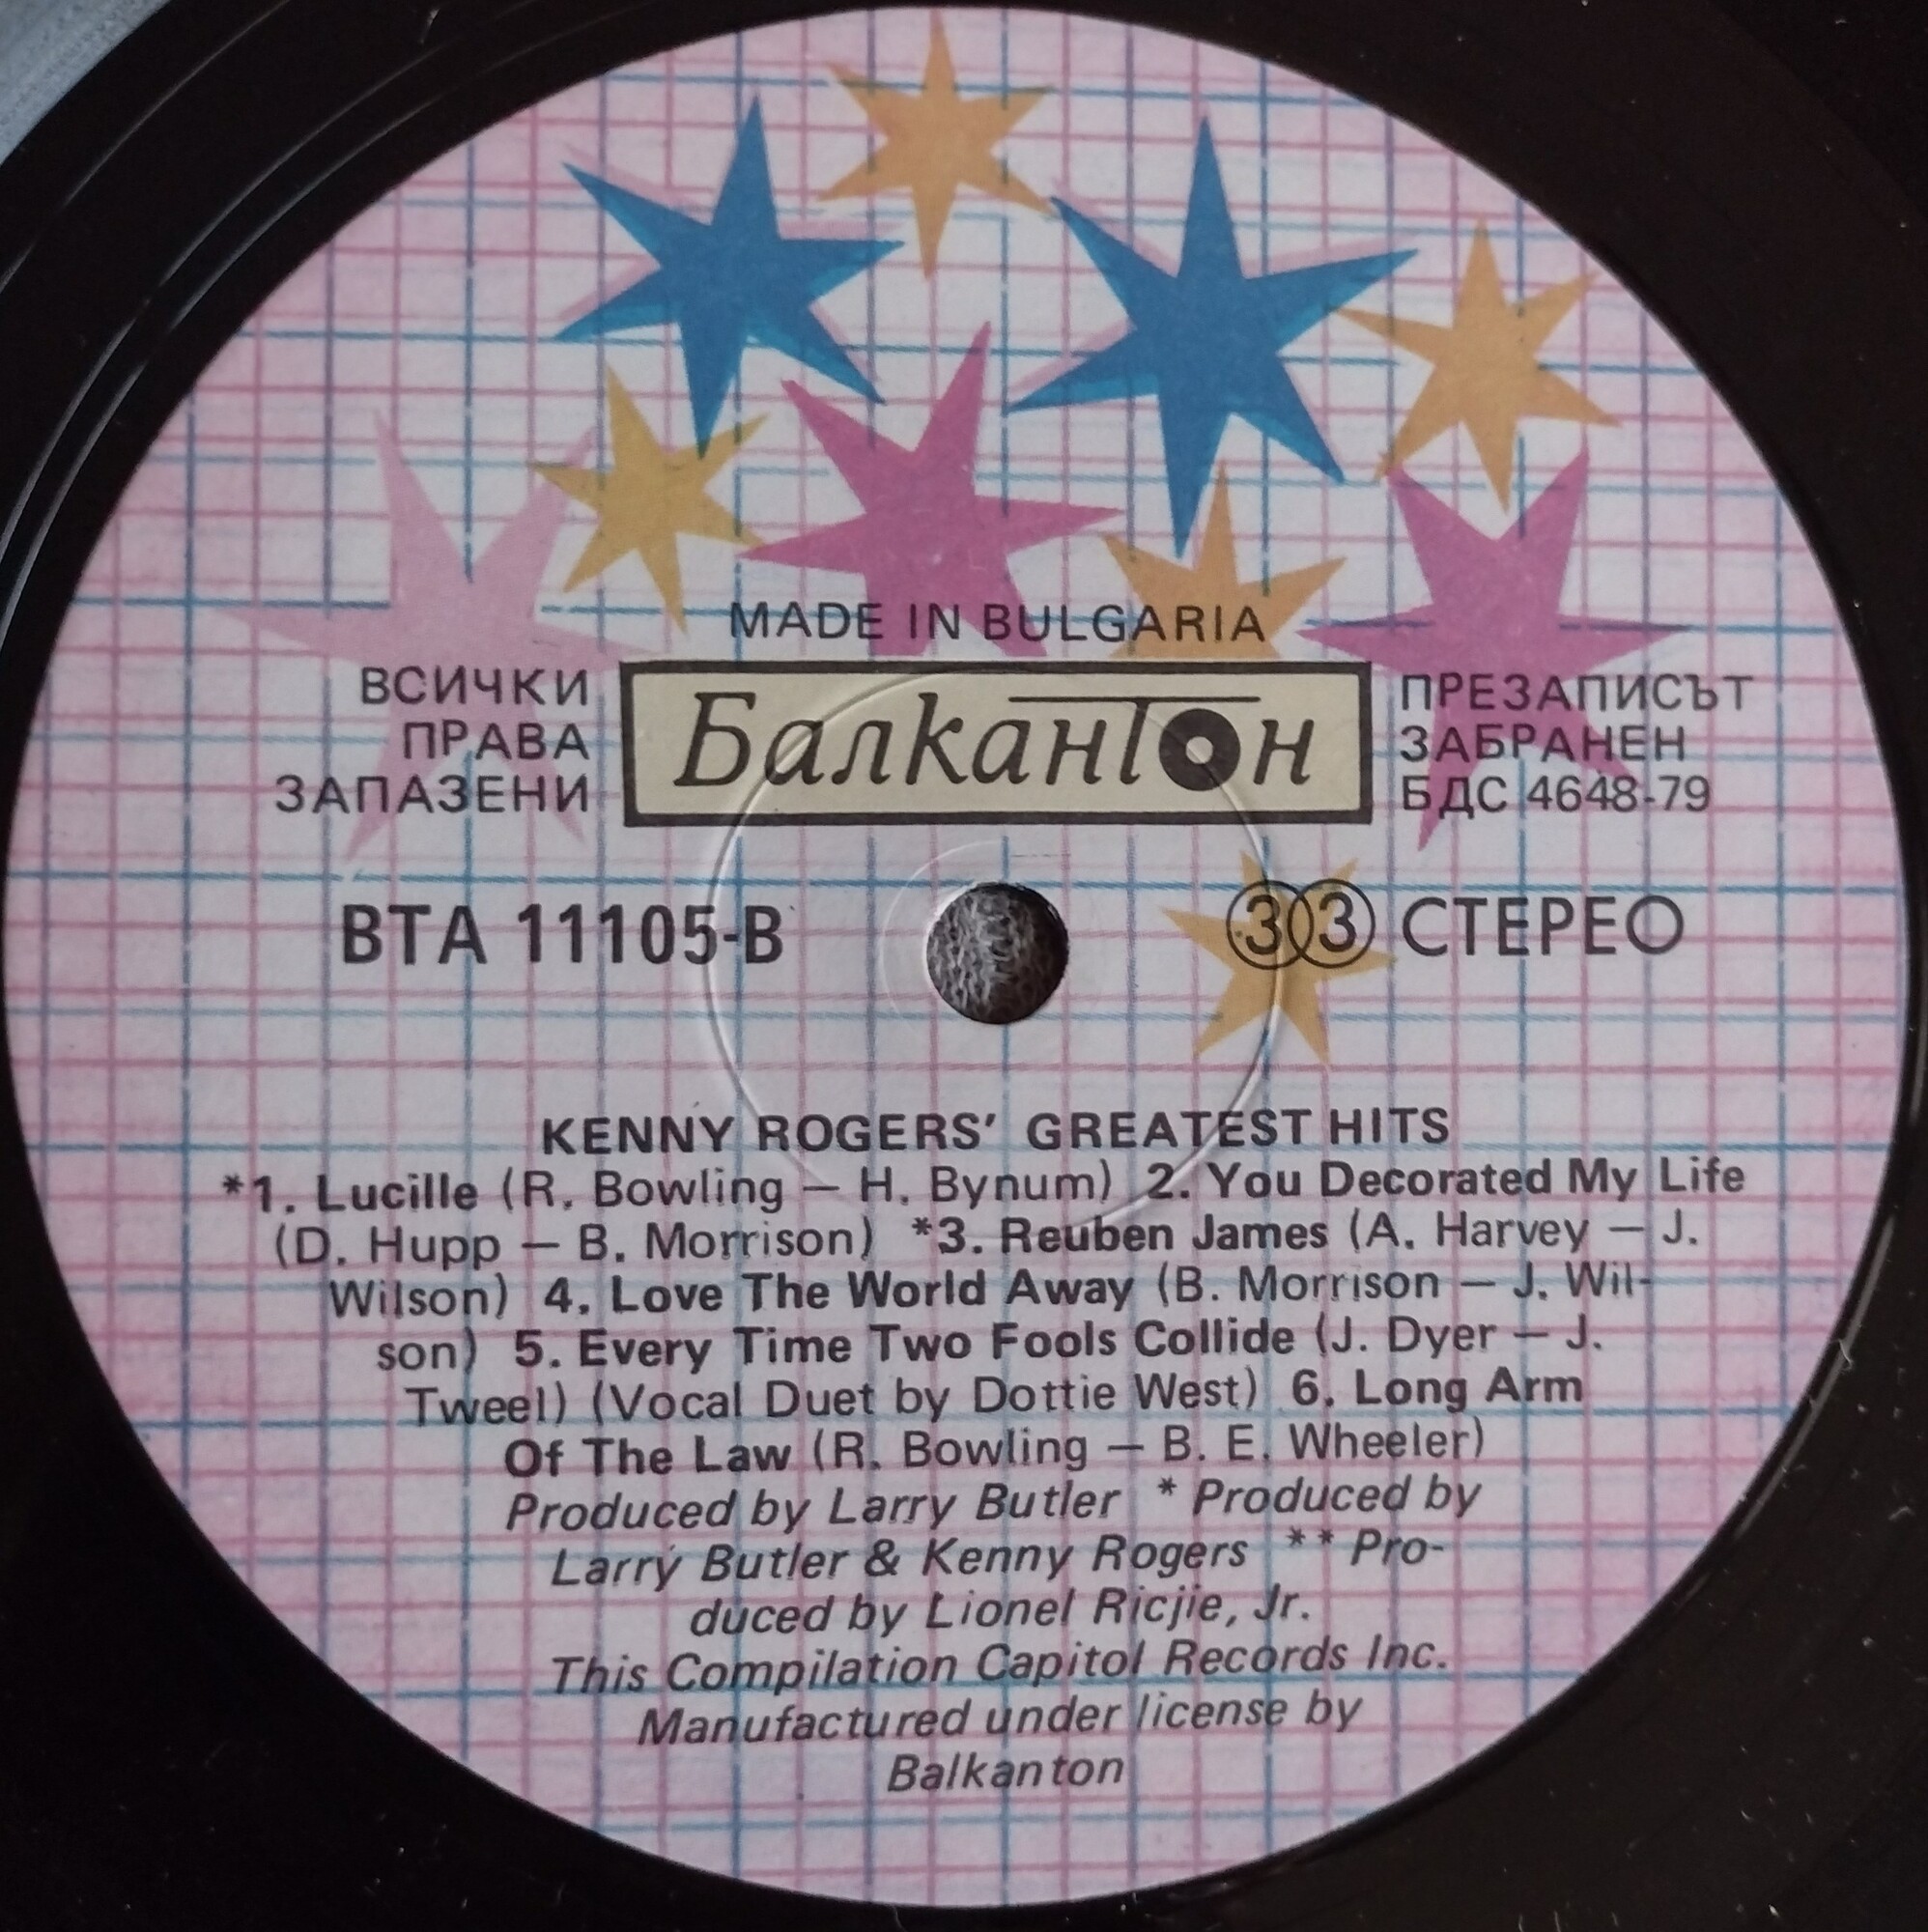 MADE IN BULGARIA
ВСИЧКИ
ПРАВА
ЗАПАЗЕНИ
Балкантон
ПРЕЗАПИСЪТ
ЗАБРАНЕН
БДС 4648-79
ВТА 11105-В
33 СТЕРЕО
KENNY ROGERS’ GREATEST HITS
*1. Lucille (R. Bowling — H. Bynum) 2. You Decorated My Life
(D. Hupp — B. Morrison) *3. Reuben James (A. Harvey — J.
Wilson) 4. Love The World Away (B. Morrison — J. Wil-
son) 5. Every Time Two Fools Collide (J. Dyer — J.
Tweel) (Vocal Duet by Dottie West) 6. Long Arm
Of The Law (R. Bowling — B. E. Wheeler)
Produced by Larry Butler * Produced by
Larry Butler & Kenny Rogers ** Pro-
duced by Lionel Ricjie, Jr.
This Compilation Capitol Records Inc.
Manufactured under license by
Balkanton